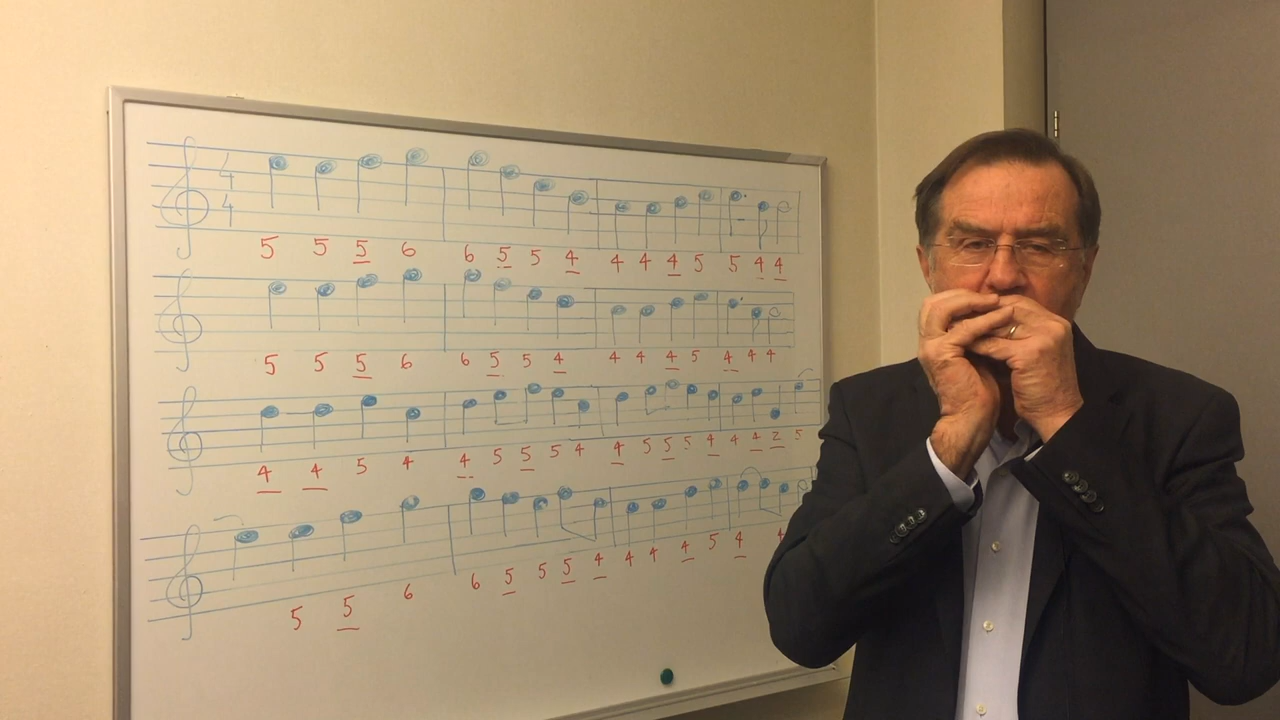 4
4
5 5 5 6 6 5 5 4 4 4 4 5 5 4 4
5 5 5 6 6 5 5 4 4 4 4 5 4 4 4
4 4 5 4 4 5 5 5 4 4 5 5 5 4 4 4 2 5
5 5 6 6 5 5 5 4 4 4 4 5 4 4